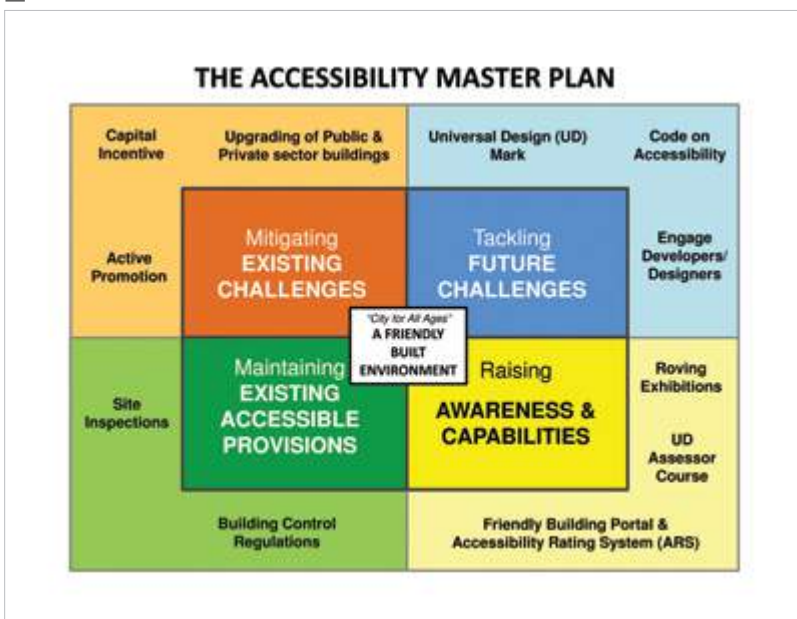 THE ACCESSIBILITY MASTER PLAN
Capital
Incentive
Upgrading of Public &
Private sector buildings
Universal Design (UD)
Mark
Code on
Accessibility
Active
Promotion
Mitigating
EXISTING
CHALLENGES
Tackling
FUTURE
CHALLENGES
Engage
Developers/
Designers
"City for All Ages"
A FRIENDLY
BUILT
ENVIRONMENT
Site
Inspections
Maintaining
EXISTING
ACCESSIBLE
PROVISIONS
Raising
AWARENESS &
CAPABILITIES
Roving
Exhibitions
UD
Assessor
Course
Building Control
Regulations
Friendly Building Portal &
Accessibility Rating System (ARS)